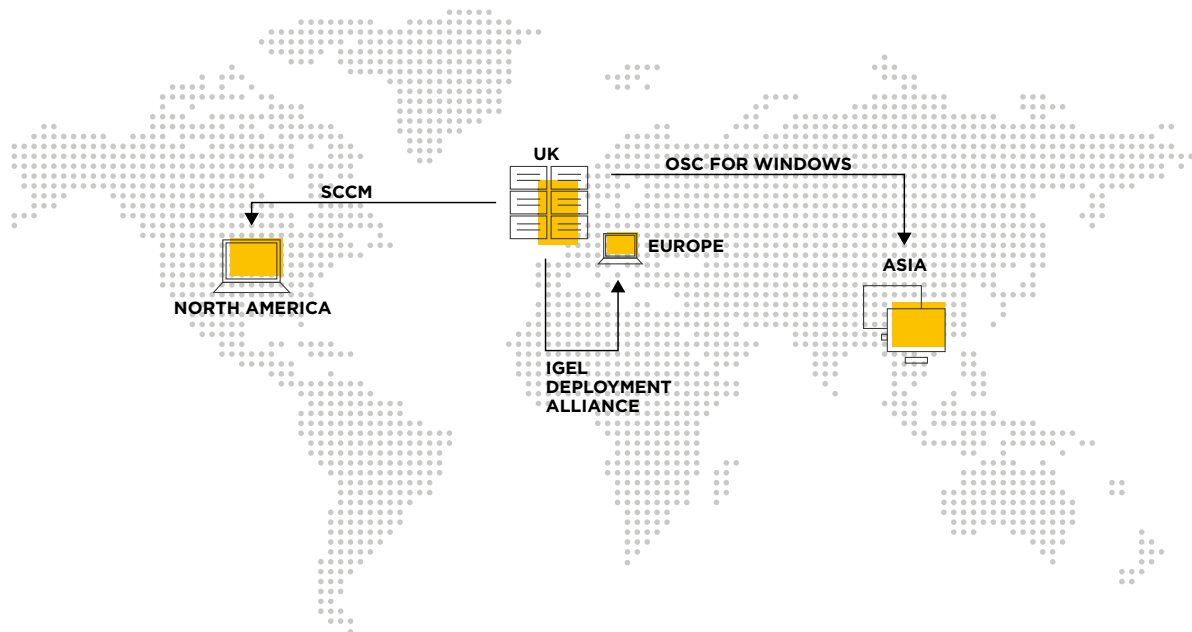 UK
OSC FOR WINDOWS
SCCM
EUROPE
ASIA
NORTH AMERICA
IGEL
DEPLOYMENT
ALLIANCE